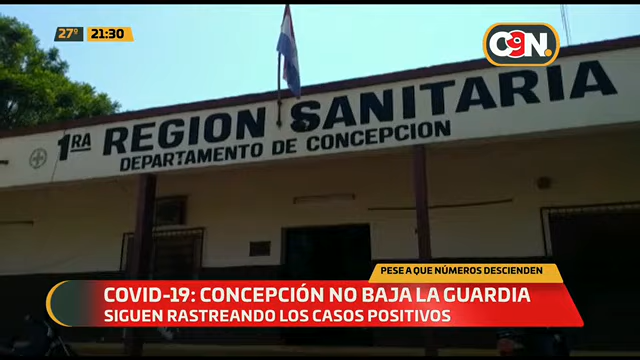 27° 21:30
C9N.
1RA REGION SANITARIA
DEPARTAMENTO DE CONCEPCION
PESE A QUE NÚMEROS DESCIENDEN
COVID-19: CONCEPCIÓN NO BAJA LA GUARDIA
SIGUEN RASTREANDO LOS CASOS POSITIVOS